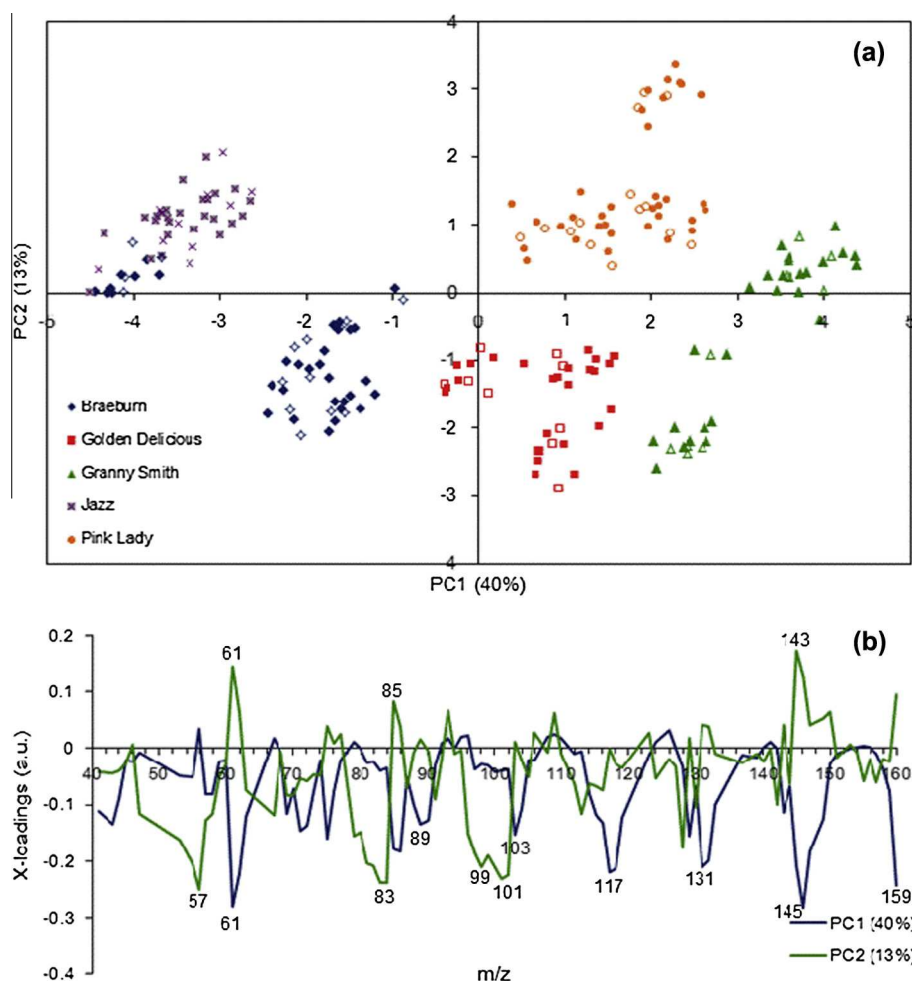 4
(a)
3
2
1
0
-5 -4 -3 -2 -1 0 1 2 3 4 5
-1
-2
-3
4
PC2 (13%)
Braeburn
Golden Delicious
Granny Smith
Jazz
Pink Lady
PC1 (40%)
(b)
0.2
0.1
0
-0.1
-0.2
-0.3
-0.4
X-loadings (s.u.)
61 85 143
40 50 60 70 80 90 100 110 120 130 140 150 160
89 103
57 61 83 99 101 117 131 145 159
PC1 (40%)
PC2 (13%)
m/z